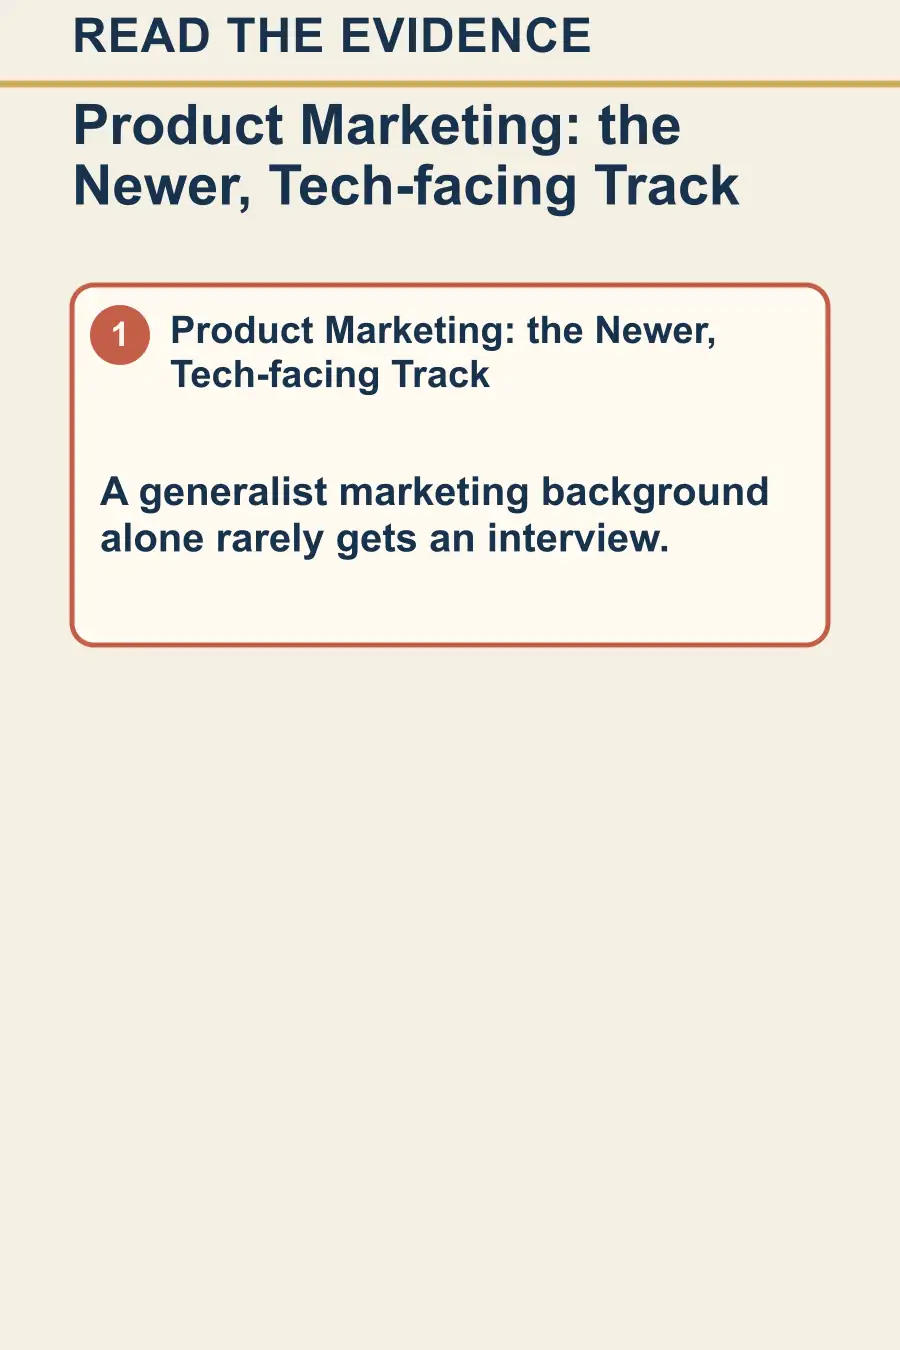 READ THE EVIDENCE
Product Marketing: the
Newer, Tech-facing Track
1
Product Marketing: the Newer,
Tech-facing Track
A generalist marketing background
alone rarely gets an interview.